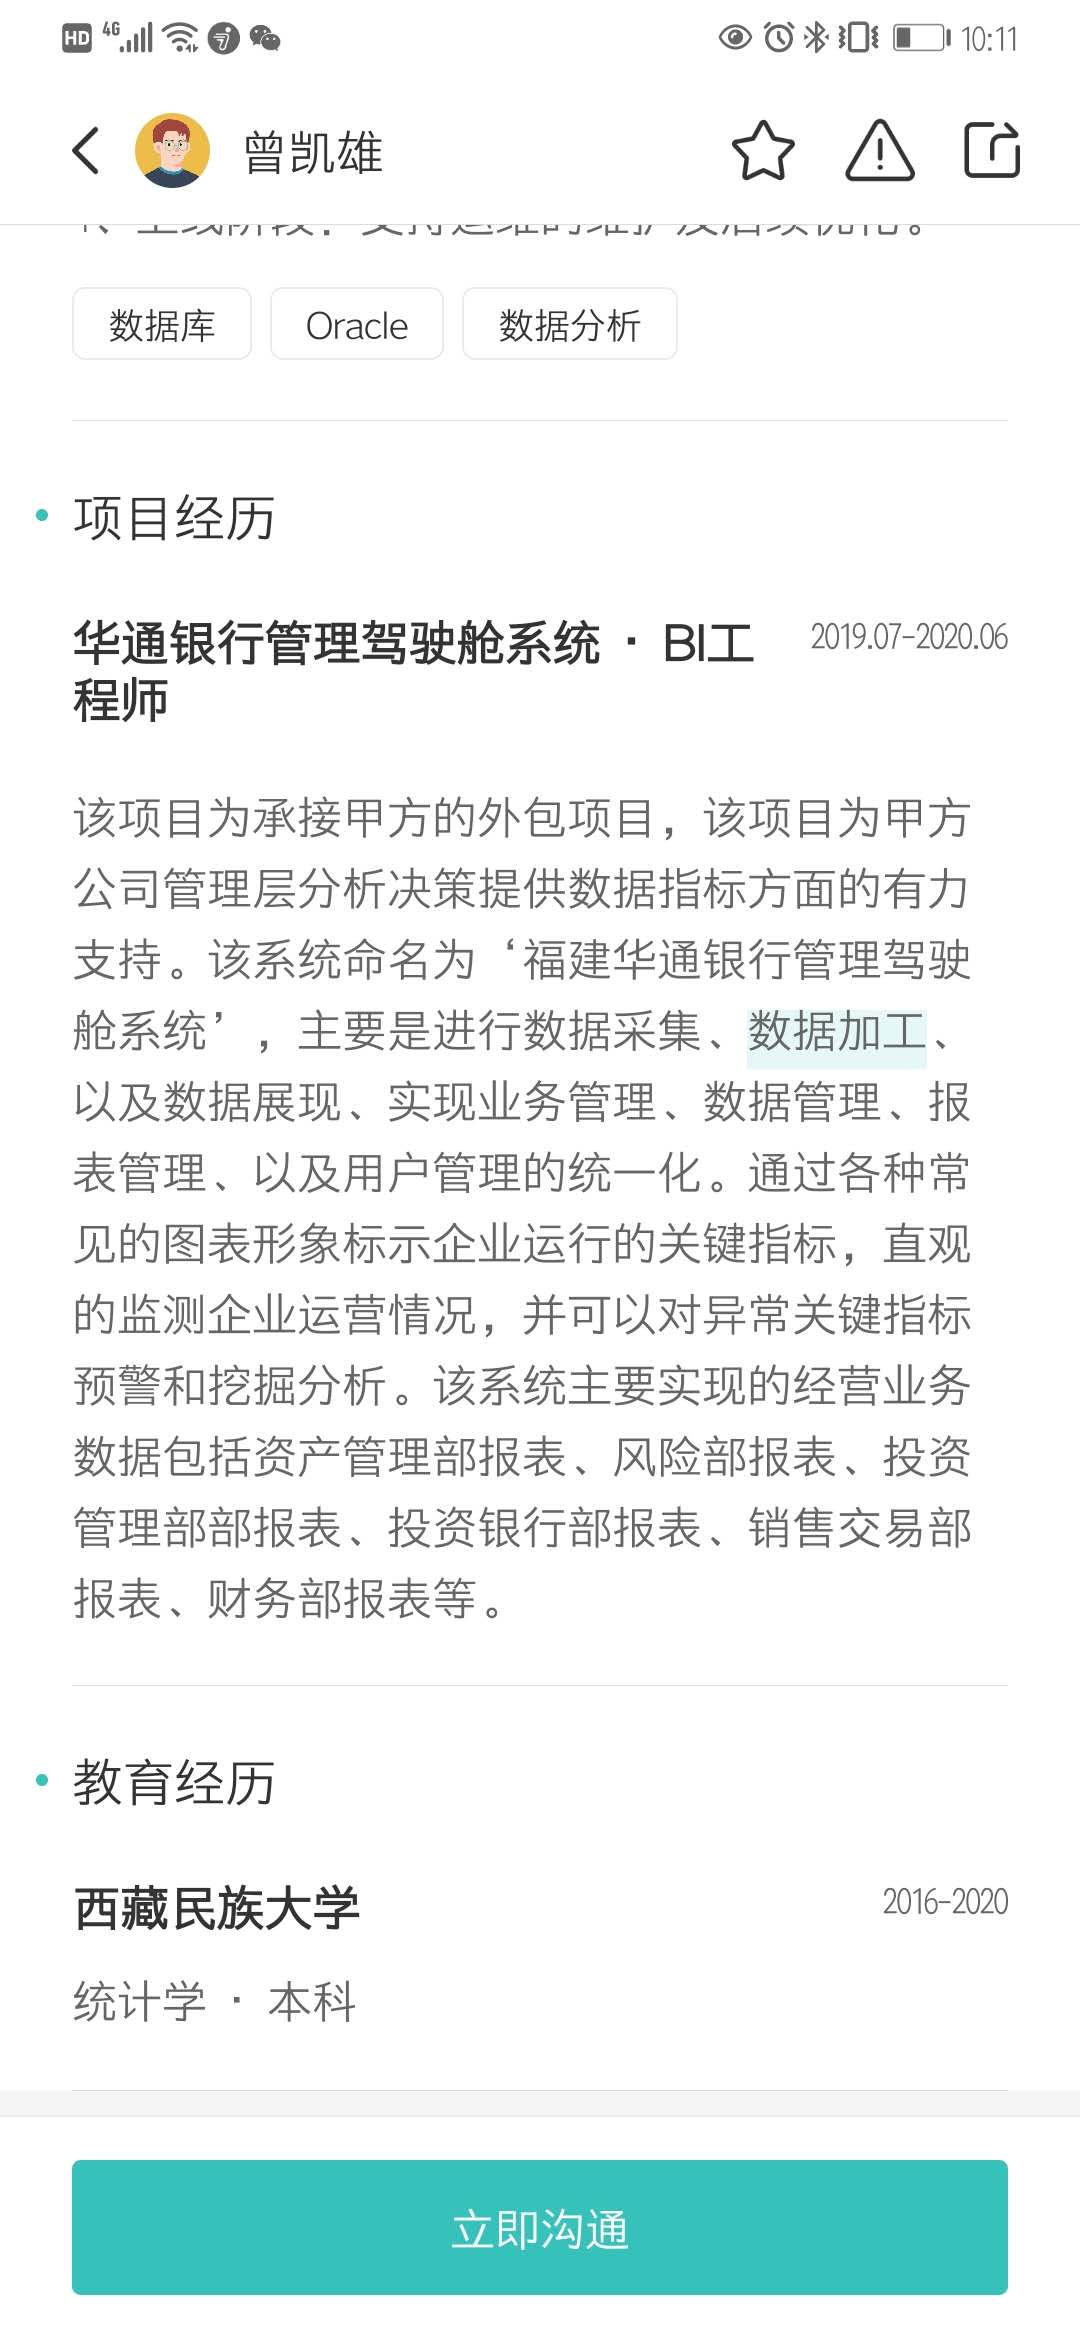 HD 4G 10:11
曾凯雄
数据库 Oracle 数据分析
项目经历
华通银行管理驾驶舱系统 · BI工 2019.07-2020.06
程师
该项目为承接甲方的外包项目，该项目为甲方
公司管理层分析决策提供数据指标方面的有力
支持。该系统命名为‘福建华通银行管理驾驶
舱系统’，主要是进行数据采集、数据加工、
以及数据展现、实现业务管理、数据管理、报
表管理、以及用户管理的统一化。通过各种常
见的图表形象标示企业运行的关键指标，直观
的监测企业运营情况，并可以对异常关键指标
预警和挖掘分析。该系统主要实现的经营业务
数据包括资产管理部报表、风险部报表、投资
管理部部报表、投资银行部报表、销售交易部
报表、财务部报表等。
教育经历
西藏民族大学 2016-2020
统计学 · 本科
立即沟通